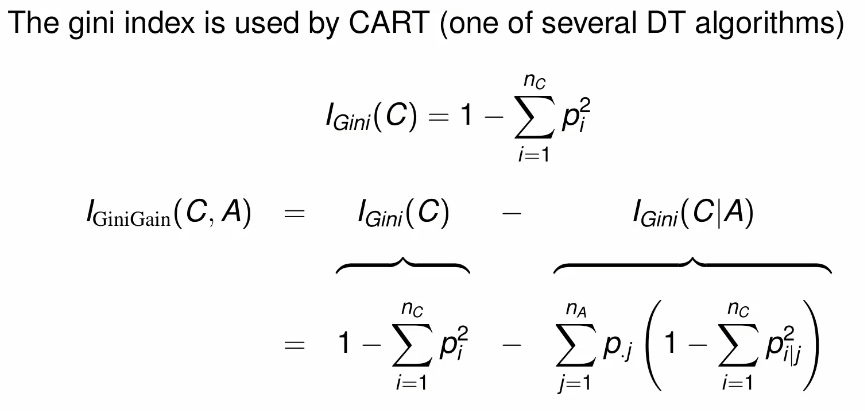 The gini index is used by CART (one of several DT algorithms)
$I_{Gini}(C) = 1 - \sum_{i=1}^{n_C} p_i^2$
$I_{\text{GiniGain}}(C, A) = I_{Gini}(C) - I_{Gini}(C|A)$
$= 1 - \sum_{i=1}^{n_C} p_i^2 - \sum_{j=1}^{n_A} p_{.j} \left( 1 - \sum_{i=1}^{n_C} p_{i|j}^2 \right)$